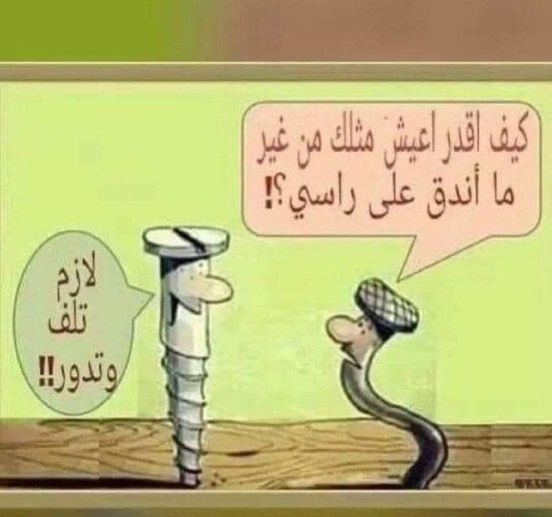 كيف اقدر اعيش مثلك من غير
ما أندق على راسي؟!
لازم
تلف
وتدور!!